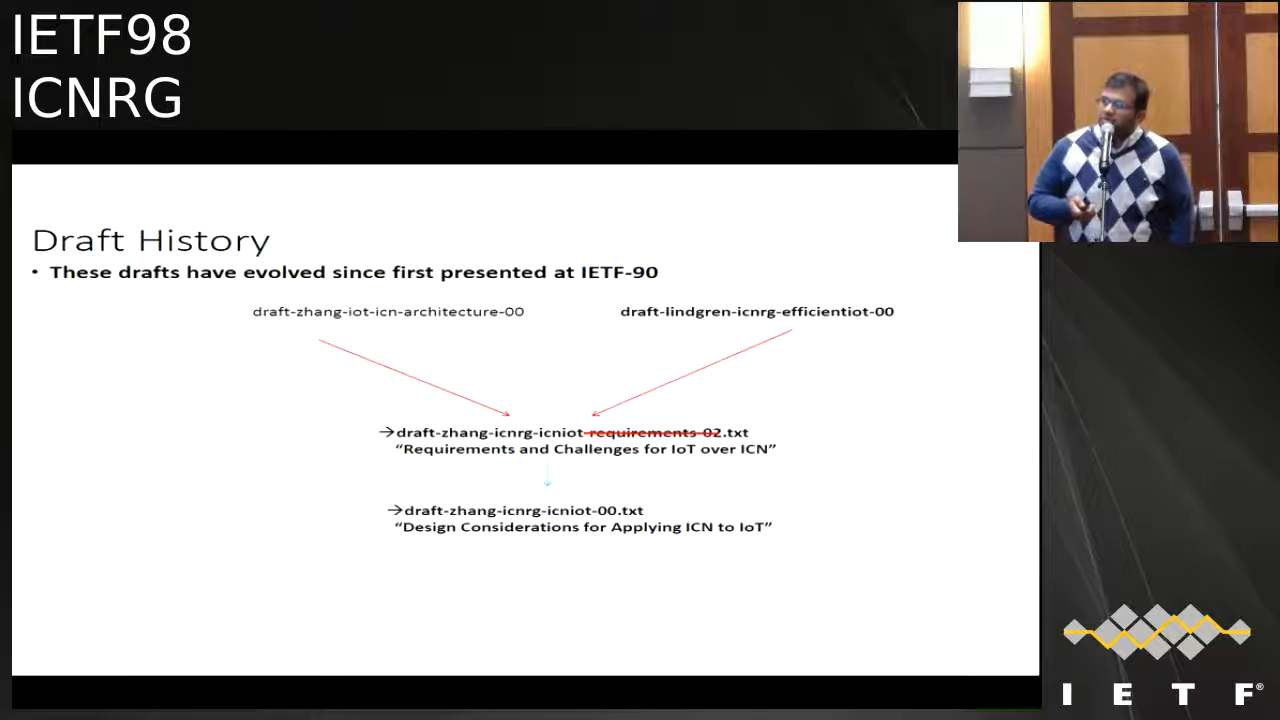 IETF98
ICNRG
Draft History
• These drafts have evolved since first presented at IETF-90
draft-zhang-iot-icn-architecture-00
draft-lindgren-icnrg-efficientiot-00
→draft-zhang-icnrg-icniot-requirements-02.txt
“Requirements and Challenges for IoT over ICN”
→draft-zhang-icnrg-icniot-00.txt
“Design Considerations for Applying ICN to IoT”
I E T F®